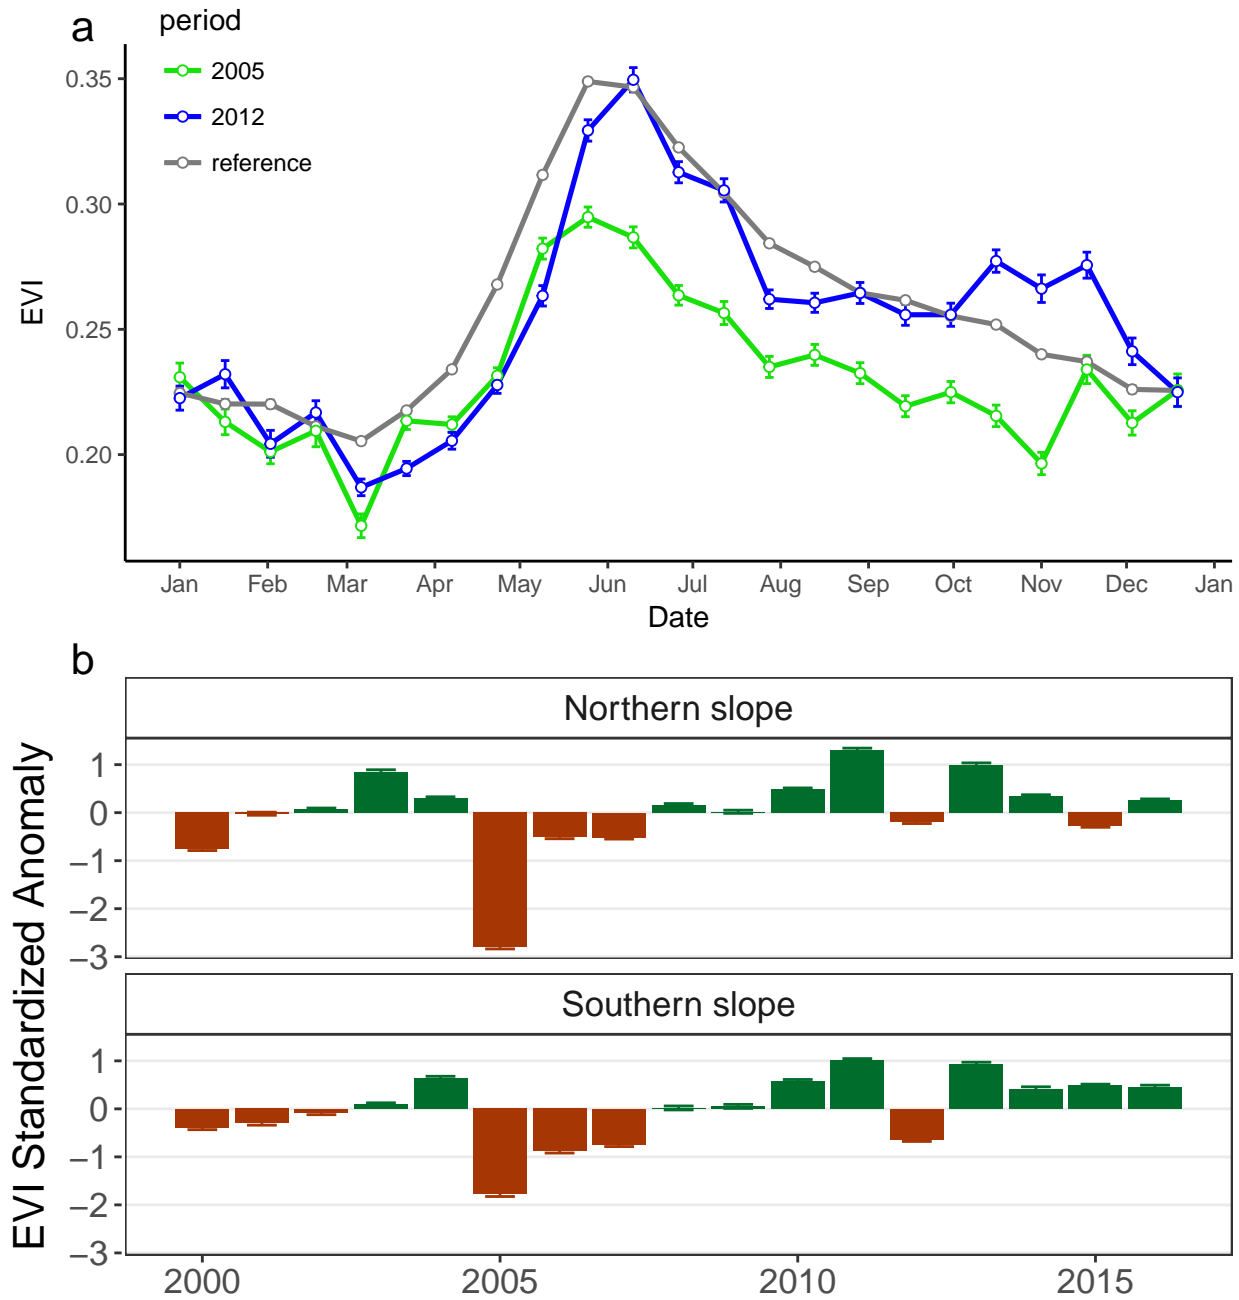 a
period
2005
2012
reference
EVI
0.35
0.30
0.25
0.20
Jan Feb Mar Apr May Jun Jul Aug Sep Oct Nov Dec Jan
Date
b
EVI Standardized Anomaly
Northern slope
1
0
−1
−2
−3
Southern slope
1
0
−1
−2
−3
2000 2005 2010 2015